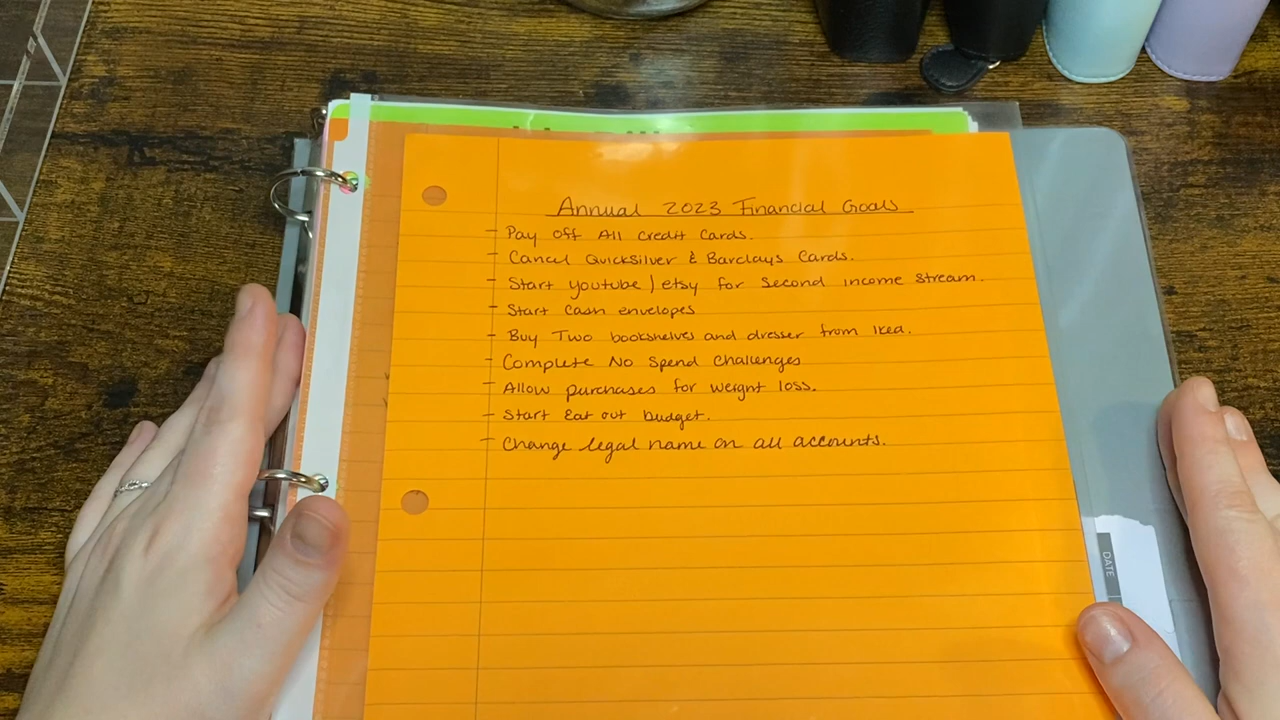 Annual 2023 Financial Goals
- Pay off All Credit Cards.
- Cancel Quicksilver & Barclays Cards.
- Start youtube / etsy for second income stream.
- Start Cash envelopes
- Buy Two bookshelves and dresser from Ikea.
- Complete No Spend Challenges
- Allow purchases for weight loss.
- Start Eat out budget.
- Change legal name on all accounts.
DATE